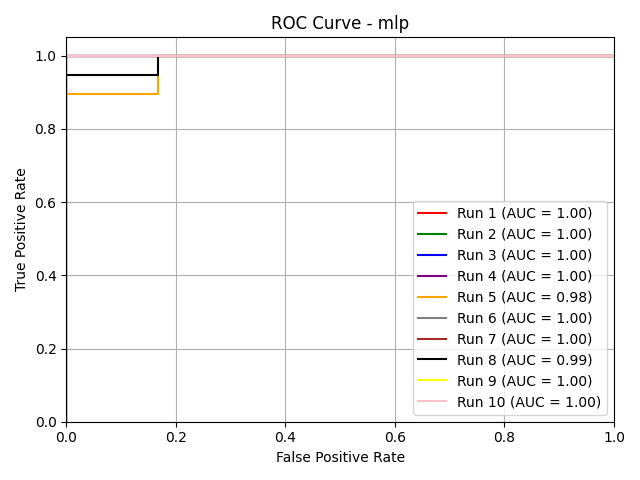 ROC Curve - mlp
True Positive Rate
1.0
0.8
0.6
0.4
0.2
0.0
Run 1 (AUC = 1.00)
Run 2 (AUC = 1.00)
Run 3 (AUC = 1.00)
Run 4 (AUC = 1.00)
Run 5 (AUC = 0.98)
Run 6 (AUC = 1.00)
Run 7 (AUC = 1.00)
Run 8 (AUC = 0.99)
Run 9 (AUC = 1.00)
Run 10 (AUC = 1.00)
0.0 0.2 0.4 0.6 0.8 1.0
False Positive Rate